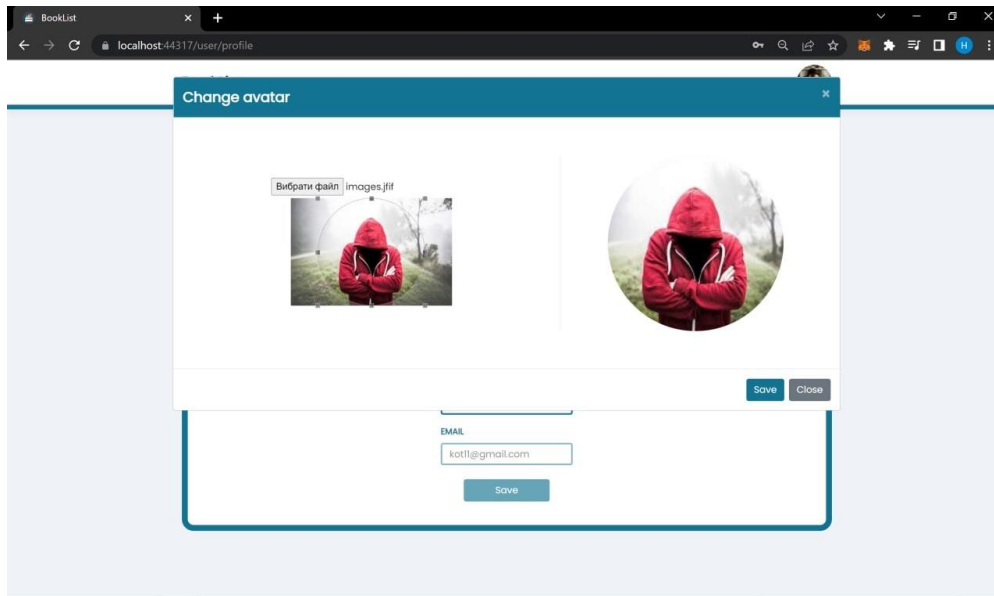 BookList
localhost:44317/user/profile
H
Change avatar
Вибрати файл images.jfif
Save Close
EMAIL
kot11@gmail.com
Save